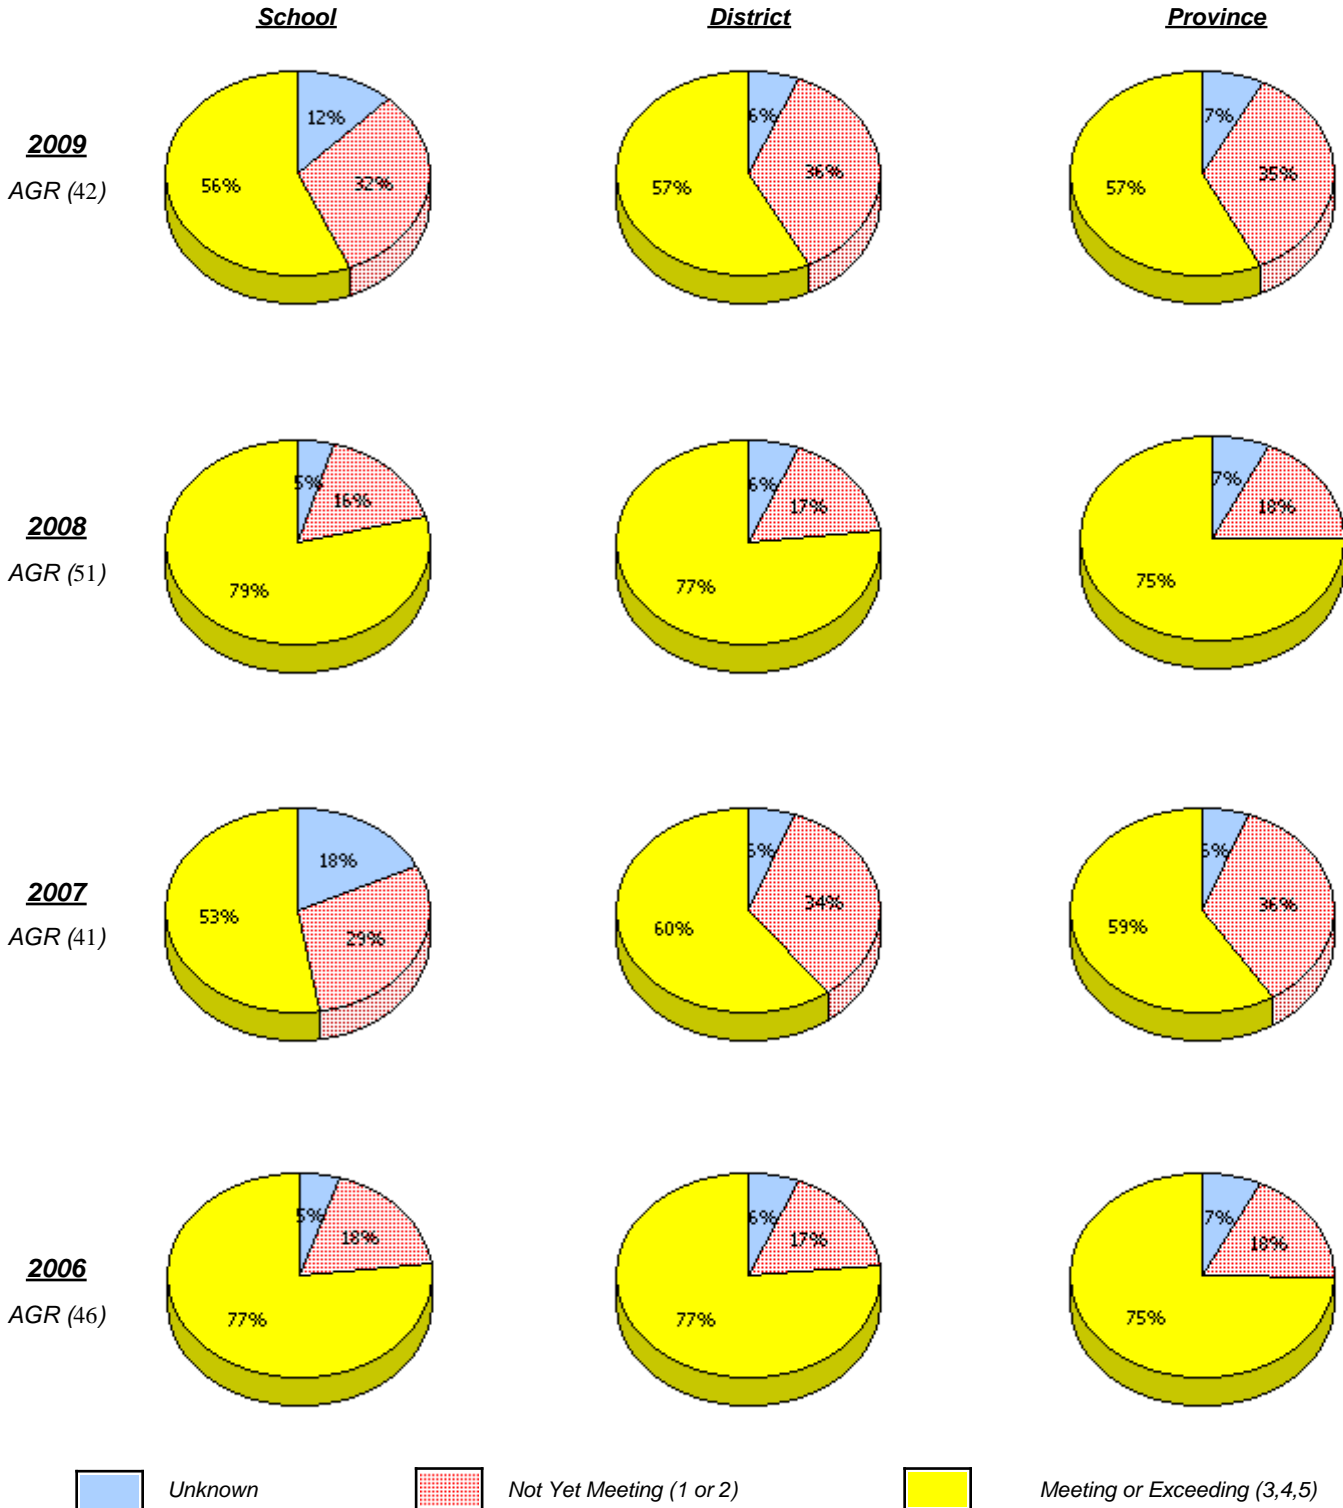 School District Province
2009
AGR (42)
12% 32% 56%
6% 36% 57%
7% 35% 57%
2008
AGR (51)
5% 16% 79%
6% 17% 77%
7% 18% 75%
2007
AGR (41)
18% 29% 53%
34% 60%
36% 59%
2006
AGR (46)
5% 18% 77%
6% 17% 77%
7% 18% 75%
Unknown Not Yet Meeting (1 or 2) Meeting or Exceeding (3,4,5)